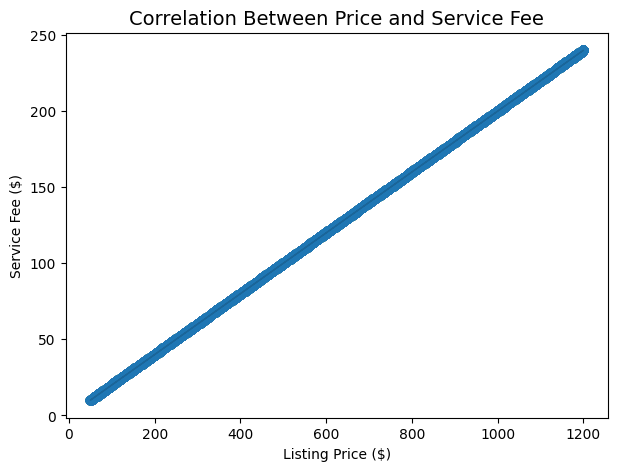 Correlation Between Price and Service Fee
250
200
150
100
50
0
Service Fee ($)
0 200 400 600 800 1000 1200
Listing Price ($)